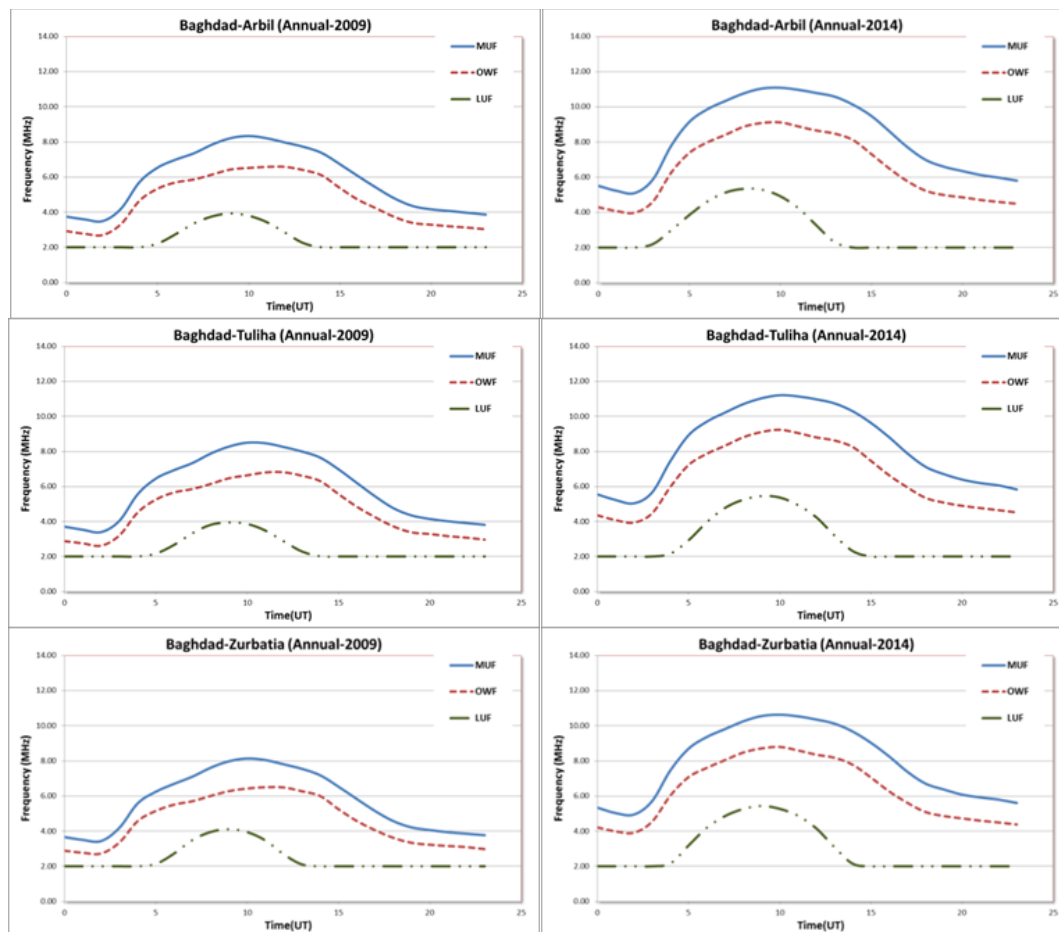 Baghdad-Arbil (Annual-2009)
14.00
12.00
10.00
8.00
6.00
4.00
2.00
0.00
Frequency (MHz)
0 5 10 15 20 25
Time(UT)
MUF
OWF
LUF
Baghdad-Arbil (Annual-2014)
14.00
12.00
10.00
8.00
6.00
4.00
2.00
0.00
Frequency (MHz)
0 5 10 15 20 25
Time(UT)
MUF
OWF
LUF
Baghdad-Tuliha (Annual-2009)
14.00
12.00
10.00
8.00
6.00
4.00
2.00
0.00
Frequency (MHz)
0 5 10 15 20 25
Time(UT)
MUF
OWF
LUF
Baghdad-Tuliha (Annual-2014)
14.00
12.00
10.00
8.00
6.00
4.00
2.00
0.00
Frequency (MHz)
0 5 10 15 20 25
Time(UT)
MUF
OWF
LUF
Baghdad-Zurbatia (Annual-2009)
14.00
12.00
10.00
8.00
6.00
4.00
2.00
0.00
Frequency (MHz)
0 5 10 15 20 25
Time(UT)
MUF
OWF
LUF
Baghdad-Zurbatia (Annual-2014)
14.00
12.00
10.00
8.00
6.00
4.00
2.00
0.00
Frequency (MHz)
0 5 10 15 20 25
Time(UT)
MUF
OWF
LUF